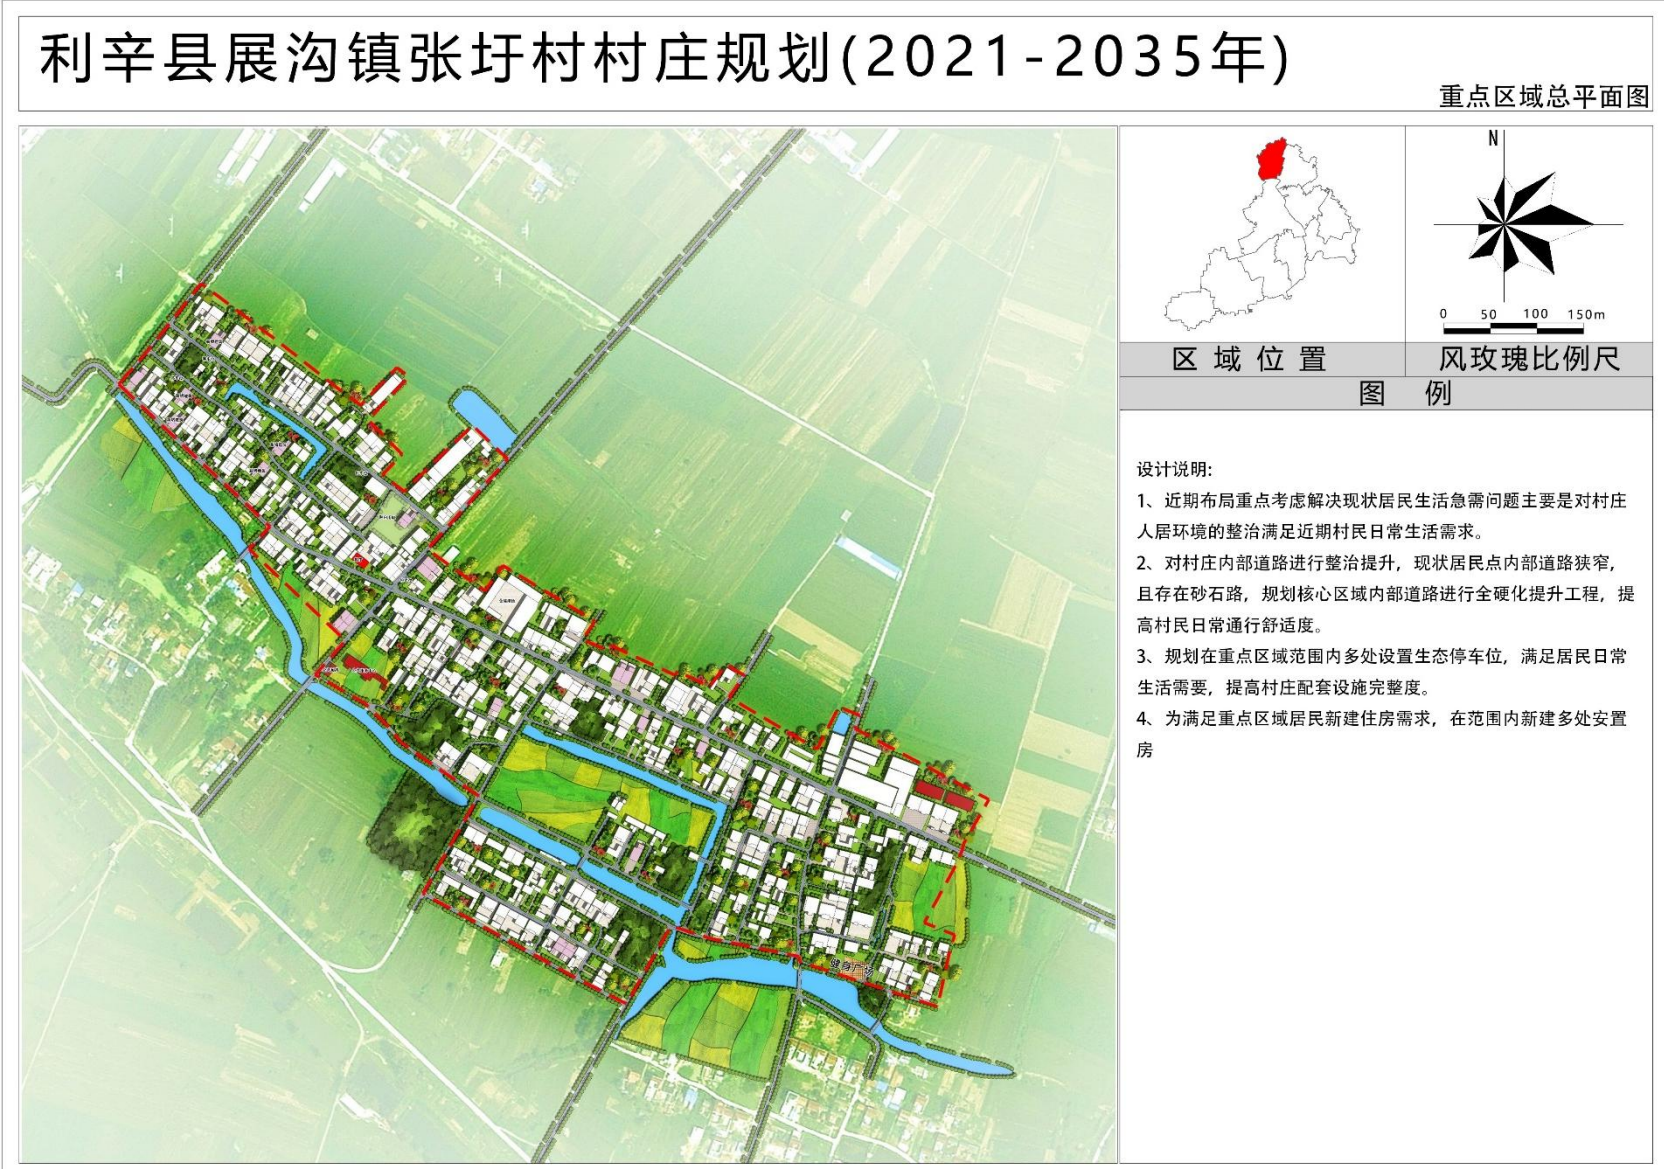 利辛县展沟镇张圩村村庄规划(2021-2035年)
重点区域总平面图
N
0 50 100 150m
区域位置
风玫瑰比例尺
图 例
设计说明:
1、近期布局重点考虑解决现状居民生活急需问题主要是对村庄
人居环境的整治满足近期村民日常生活需求。
2、对村庄内部道路进行整治提升，现状居民点内部道路狭窄，
且存在砂石路，规划核心区域内部道路进行全硬化提升工程，提
高村民日常通行舒适度。
3、规划在重点区域范围内多处设置生态停车位，满足居民日常
生活需要，提高村庄配套设施完整度。
4、为满足重点区域居民新建住房需求，在范围内新建多处安置
房
健身广场